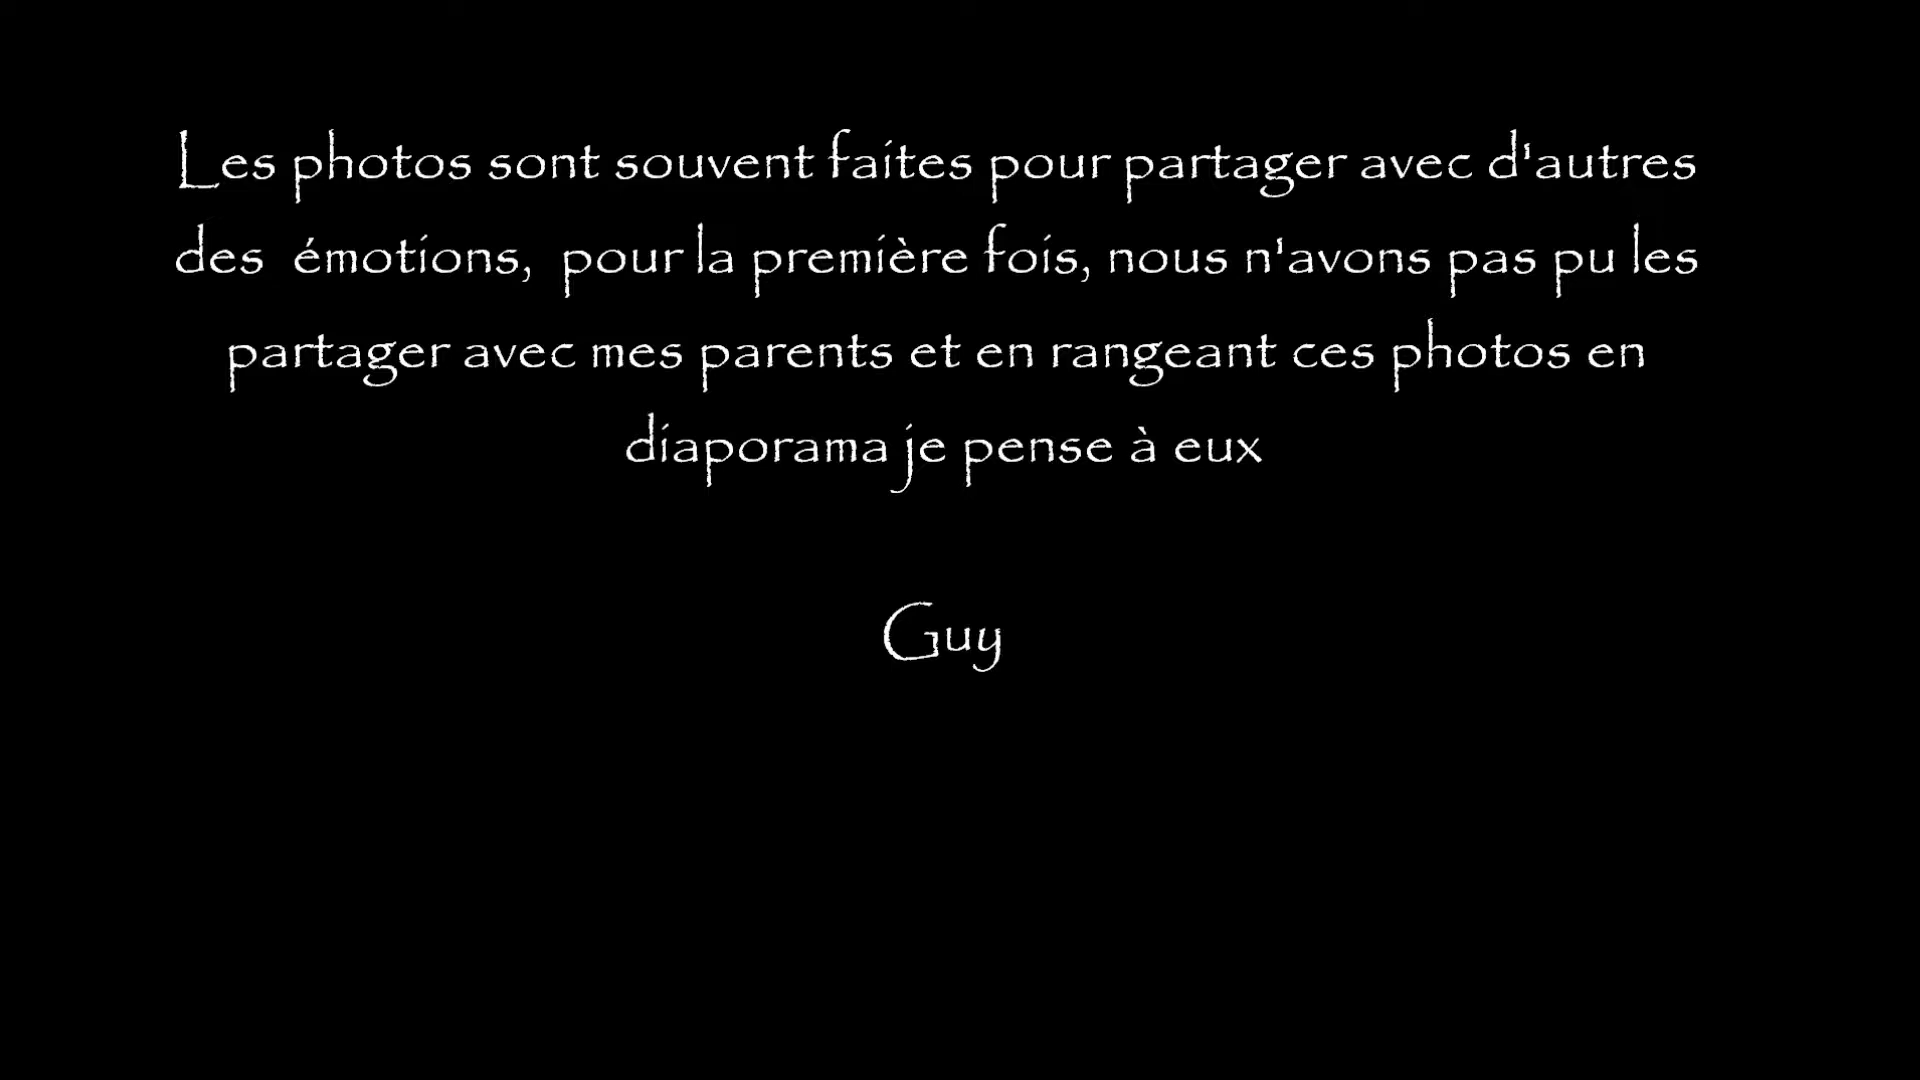 Les photos sont souvent faites pour partager avec d'autres
des émotions, pour la première fois, nous n'avons pas pu les
partager avec mes parents et en rangeant ces photos en
diaporama je pense à eux
Guy